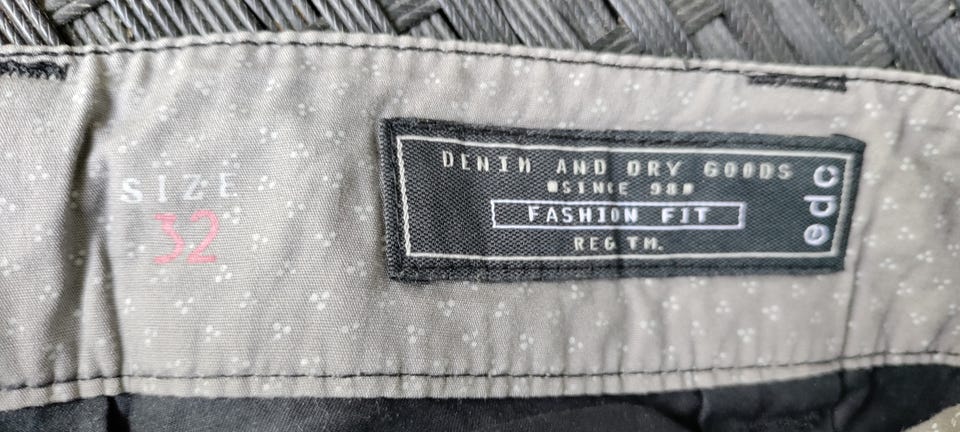 SIZE
32
DENIM AND DRY GOODS
SINCE 98
FASHION FIT
REG TM.
edc